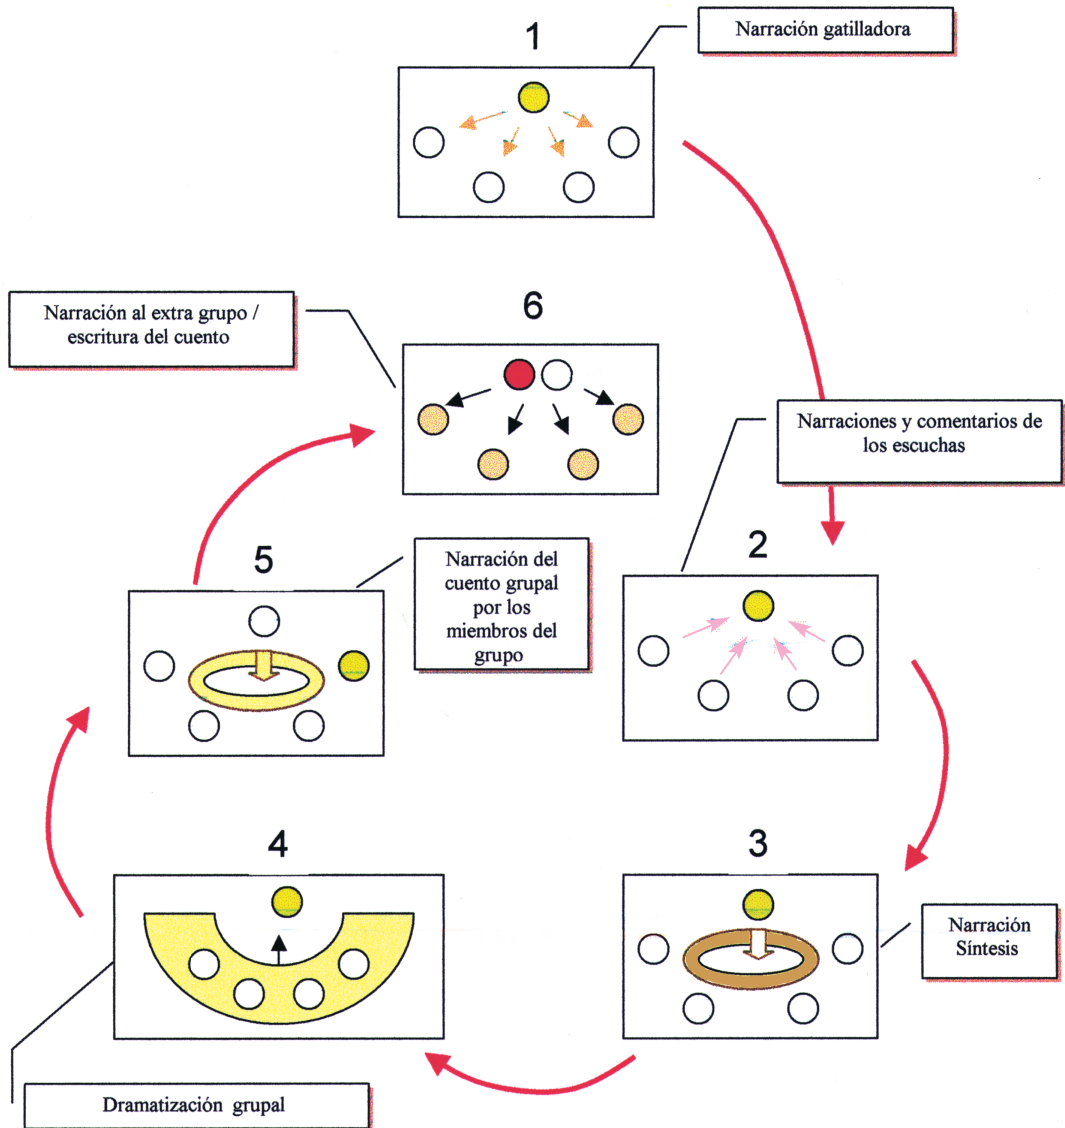 1
Narración gatilladora
6
Narración al extra grupo /
escritura del cuento
Narraciones y comentarios de
los escuchas
5
Narración del
cuento grupal
por los
miembros del
grupo
2
4
3
Narración
Síntesis
Dramatización grupal